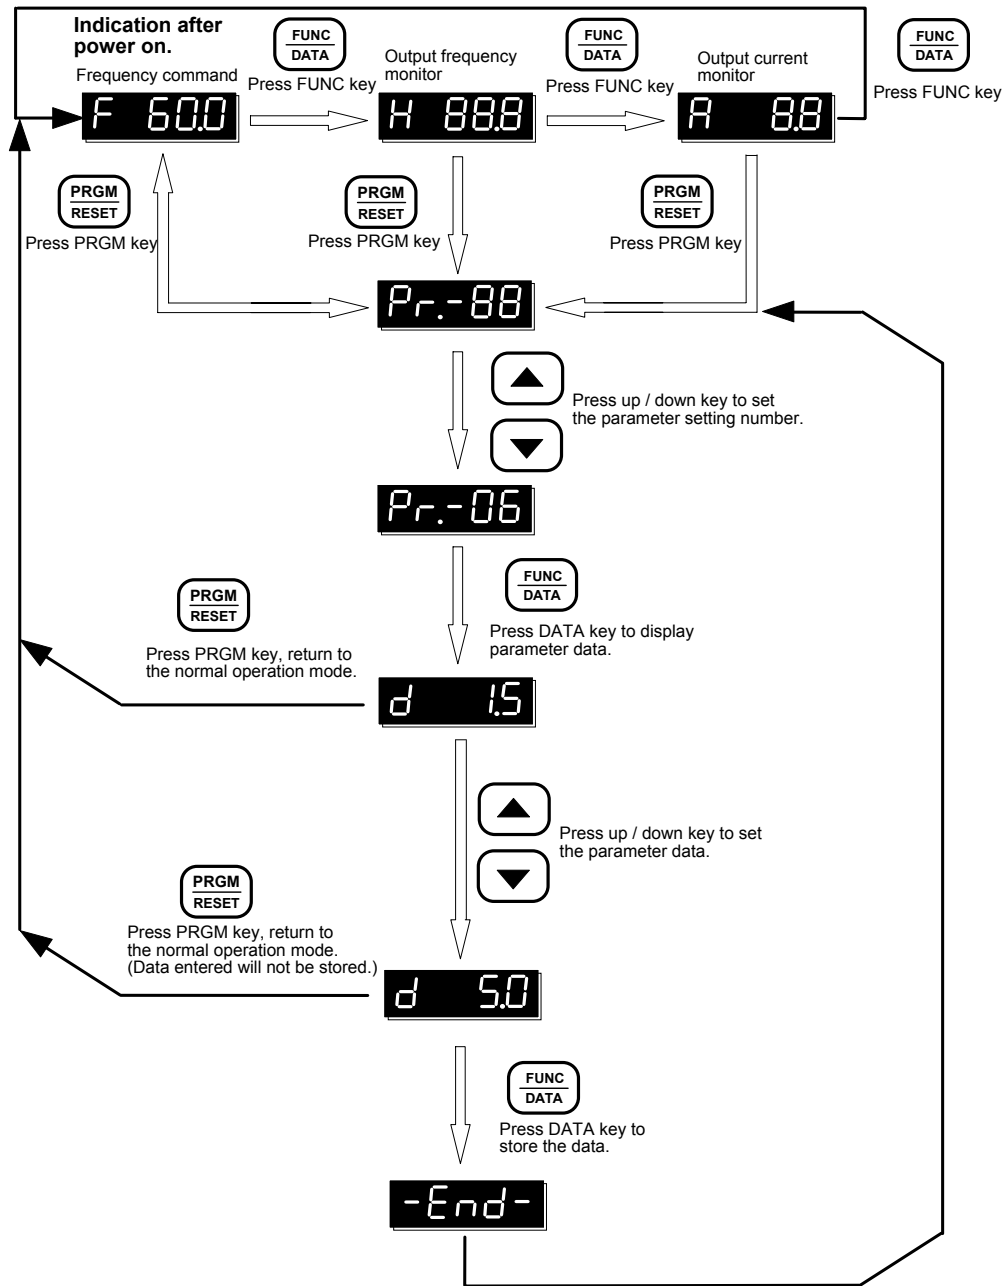 Indication after
power on.
Frequency command
FUNC
DATA
Press FUNC key
Output frequency
monitor
FUNC
DATA
Press FUNC key
Output current
monitor
FUNC
DATA
Press FUNC key
F 60.0
H 88.8
A 8.8
PRGM
RESET
Press PRGM key
PRGM
RESET
Press PRGM key
PRGM
RESET
Press PRGM key
Pr.-88
Press up / down key to set
the parameter setting number.
Pr.-06
FUNC
DATA
Press DATA key to display
parameter data.
PRGM
RESET
Press PRGM key, return to
the normal operation mode.
d 1.5
Press up / down key to set
the parameter data.
PRGM
RESET
Press PRGM key, return to
the normal operation mode.
(Data entered will not be stored.)
d 5.0
FUNC
DATA
Press DATA key to
store the data.
-End-